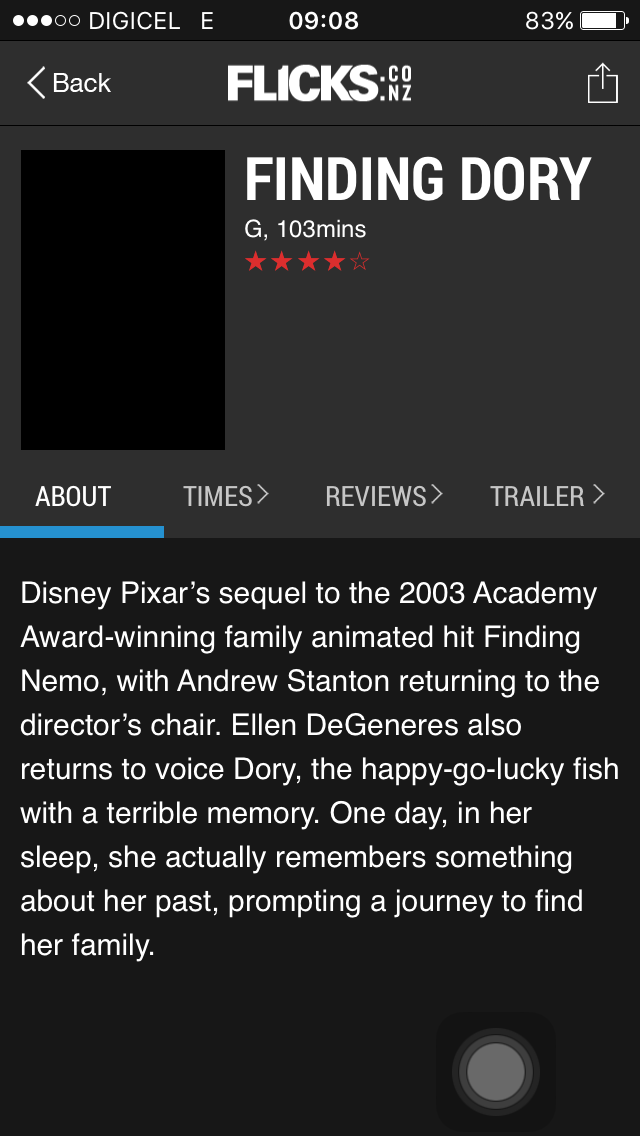 DIGICEL E 09:08 83%
Back FLICKS.CO.NZ
FINDING DORY
G, 103mins
ABOUT TIMES REVIEWS TRAILER
Disney Pixar’s sequel to the 2003 Academy
Award-winning family animated hit Finding
Nemo, with Andrew Stanton returning to the
director’s chair. Ellen DeGeneres also
returns to voice Dory, the happy-go-lucky fish
with a terrible memory. One day, in her
sleep, she actually remembers something
about her past, prompting a journey to find
her family.